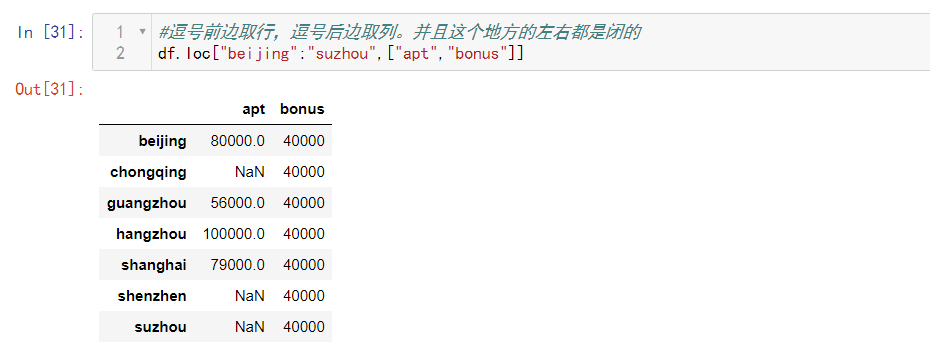 In [31]: 1 #逗号前边取行，逗号后边取列。并且这个地方的左右都是闭的
2 df.loc["beijing":"suzhou",["apt","bonus"]]
Out[31]:
apt bonus
beijing 80000.0 40000
chongqing NaN 40000
guangzhou 56000.0 40000
hangzhou 100000.0 40000
shanghai 79000.0 40000
shenzhen NaN 40000
suzhou NaN 40000